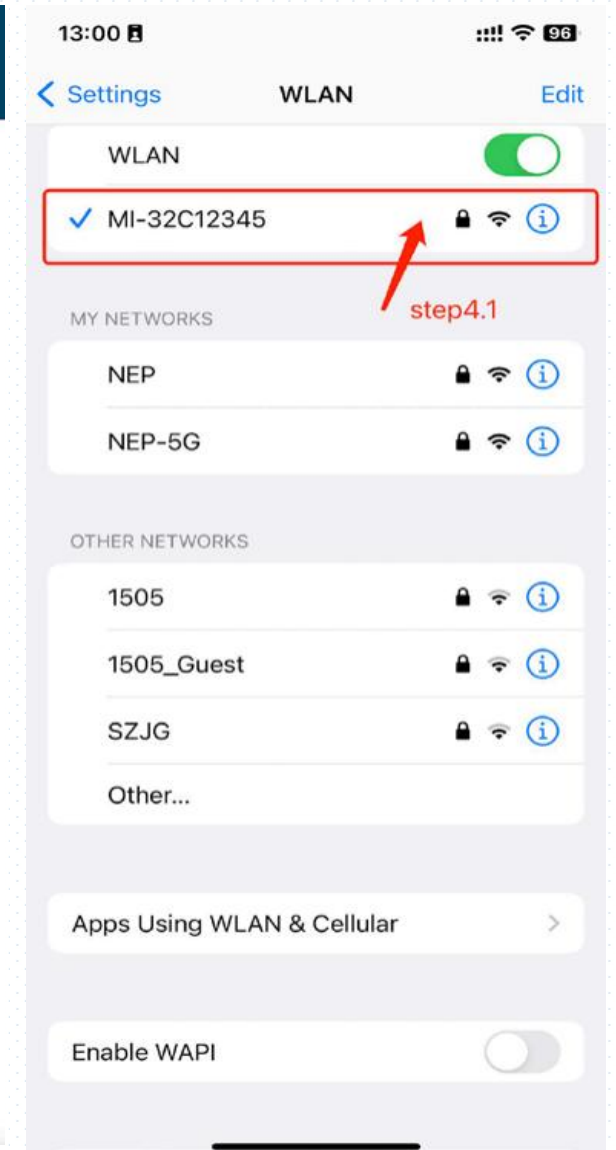 13:00 96
Settings WLAN Edit
WLAN
MI-32C12345
step4.1
MY NETWORKS
NEP
NEP-5G
OTHER NETWORKS
1505
1505_Guest
SZJG
Other...
Apps Using WLAN & Cellular
Enable WAPI